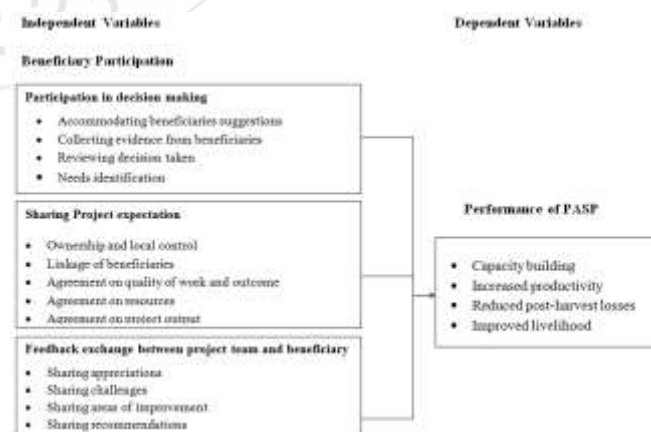 Independent Variables
Dependent Variables
Beneficiary Participation
Participation in decision making
Accommodating beneficiaries suggestions
Collecting evidence from beneficiaries
Reviewing decision taken
Needs identification
Sharing Project expectation
Ownership and local control
Linkage of beneficiaries
Agreement on quality of work and outcome
Agreement on resources
Agreement on project output
Feedback exchange between project team and beneficiary
Sharing appreciations
Sharing challenges
Sharing areas of improvement
Sharing recommendations
Performance of PASP
Capacity building
Increased productivity
Reduced post-harvest losses
Improved livelihood